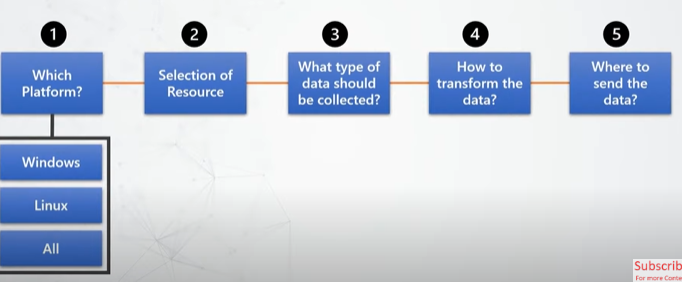 1
2
3
4
5
Which
Platform?
Selection of
Resource
What type of
data should
be collected?
How to
transform the
data?
Where to
send the
data?
Windows
Linux
All
Subscrib
For more Conte